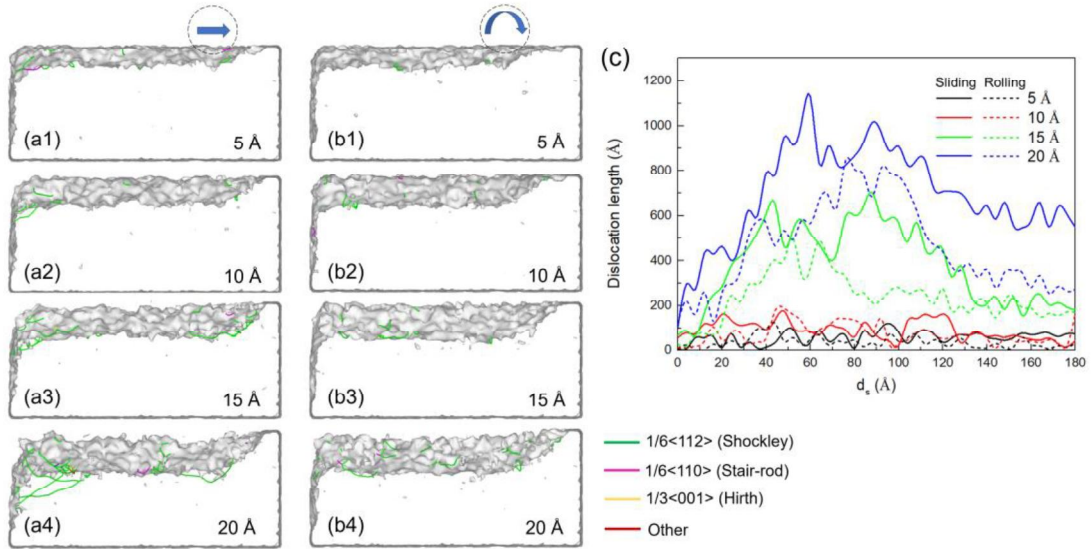 (a1)
5 Å
(a2)
10 Å
(a3)
15 Å
(a4)
20 Å
(b1)
5 Å
(b2)
10 Å
(b3)
15 Å
(b4)
20 Å
(c)
Dislocation length (Å)
1200
1000
800
600
400
200
0
0 20 40 60 80 100 120 140 160 180
dₛ (Å)
Sliding Rolling
5 Å
10 Å
15 Å
20 Å
1/6<112> (Shockley)
1/6<110> (Stair-rod)
1/3<001> (Hirth)
Other